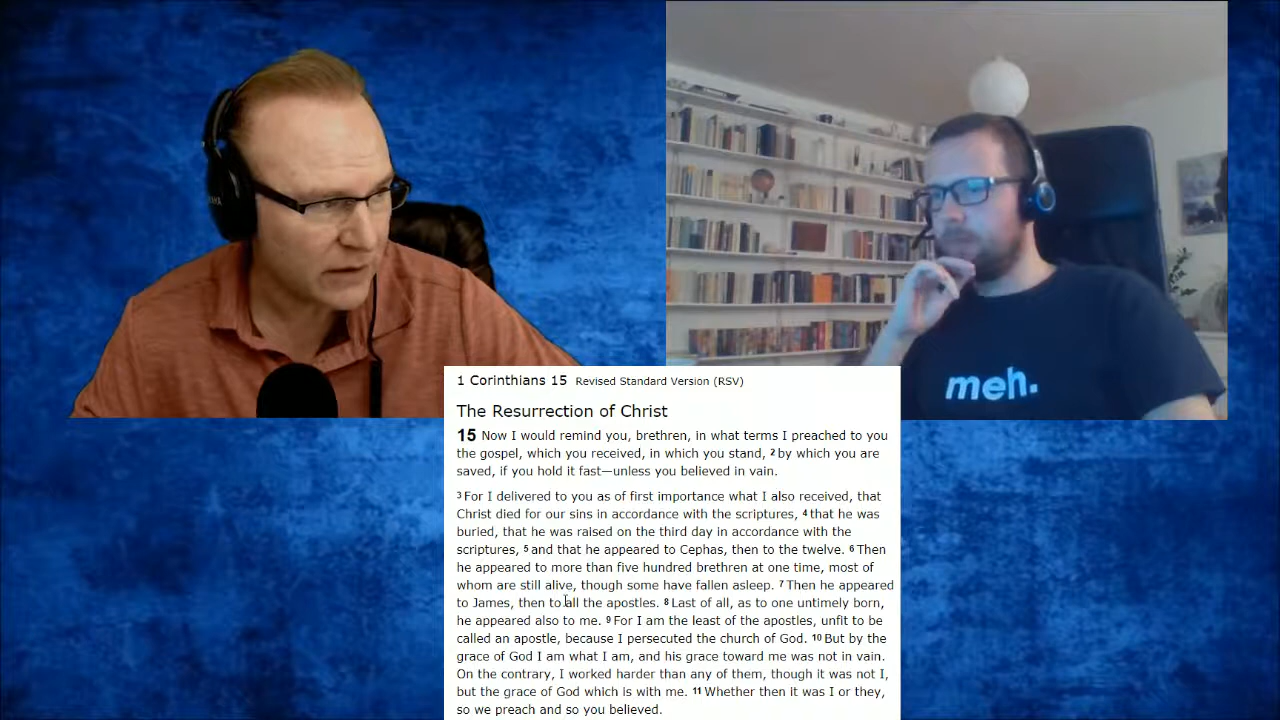 meh.
1 Corinthians 15 Revised Standard Version (RSV)
The Resurrection of Christ
15 Now I would remind you, brethren, in what terms I preached to you
the gospel, which you received, in which you stand, 2 by which you are
saved, if you hold it fast—unless you believed in vain.
3 For I delivered to you as of first importance what I also received, that
Christ died for our sins in accordance with the scriptures, 4 that he was
buried, that he was raised on the third day in accordance with the
scriptures, 5 and that he appeared to Cephas, then to the twelve. 6 Then
he appeared to more than five hundred brethren at one time, most of
whom are still alive, though some have fallen asleep. 7 Then he appeared
to James, then to all the apostles. 8 Last of all, as to one untimely born,
he appeared also to me. 9 For I am the least of the apostles, unfit to be
called an apostle, because I persecuted the church of God. 10 But by the
grace of God I am what I am, and his grace toward me was not in vain.
On the contrary, I worked harder than any of them, though it was not I,
but the grace of God which is with me. 11 Whether then it was I or they,
so we preach and so you believed.